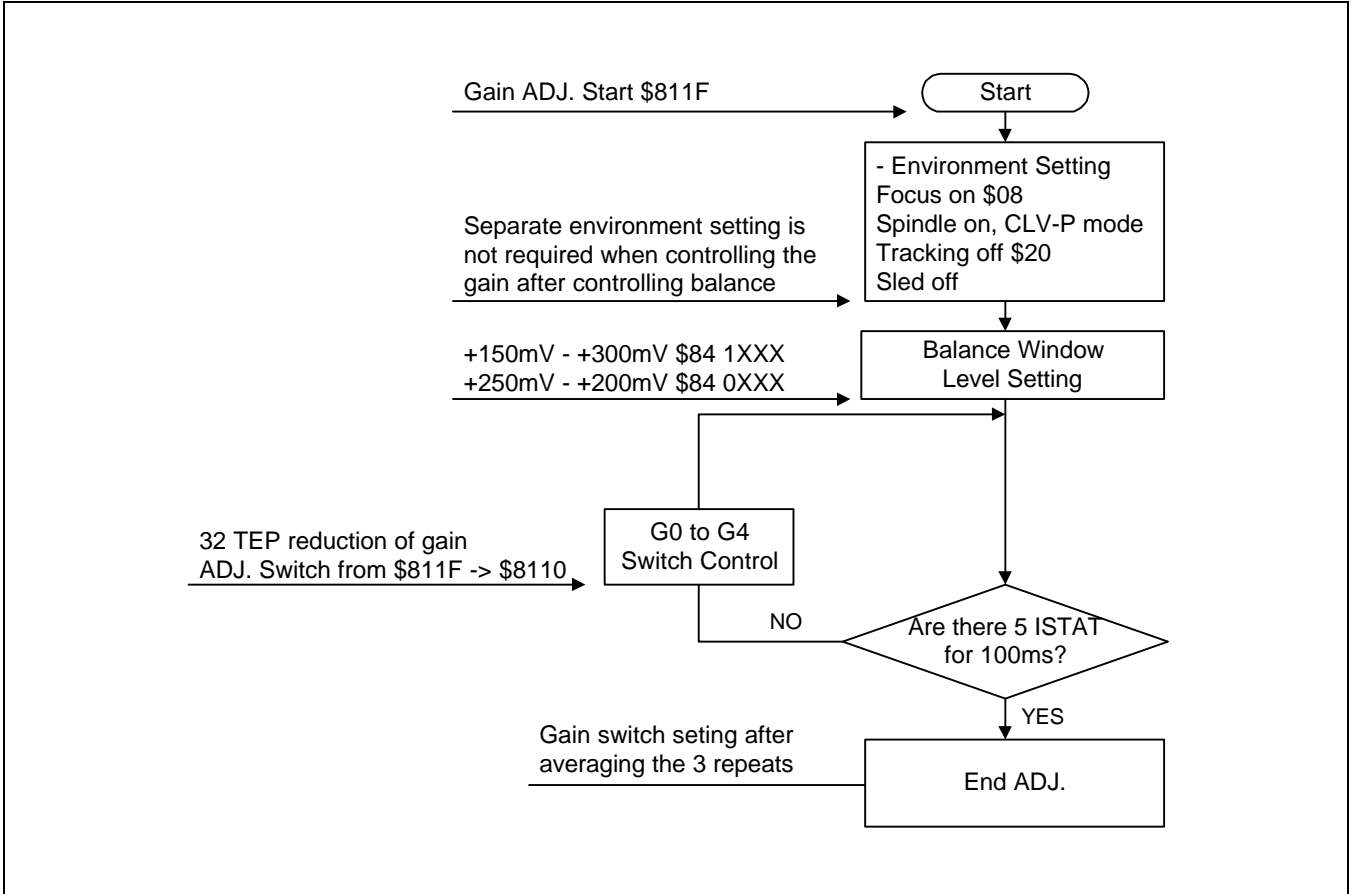 Gain ADJ. Start $811F
Start
- Environment Setting
Focus on $08
Spindle on, CLV-P mode
Tracking off $20
Sled off
Separate environment setting is
not required when controlling the
gain after controlling balance
+150mV - +300mV $84 1XXX
+250mV - +200mV $84 0XXX
Balance Window
Level Setting
G0 to G4
Switch Control
32 TEP reduction of gain
ADJ. Switch from $811F -> $8110
NO
Are there 5 ISTAT
for 100ms?
YES
Gain switch seting after
averaging the 3 repeats
End ADJ.